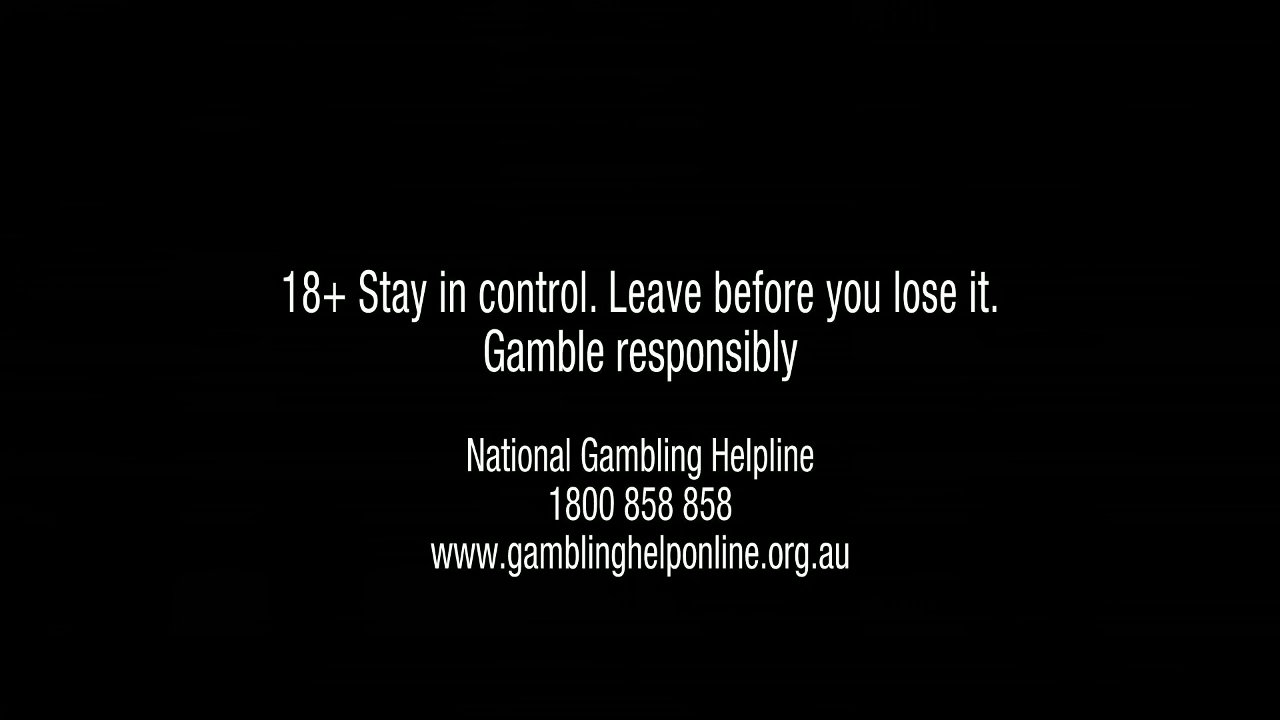 18+ Stay in control. Leave before you lose it.
Gamble responsibly
National Gambling Helpline
1800 858 858
www.gamblinghelponline.org.au